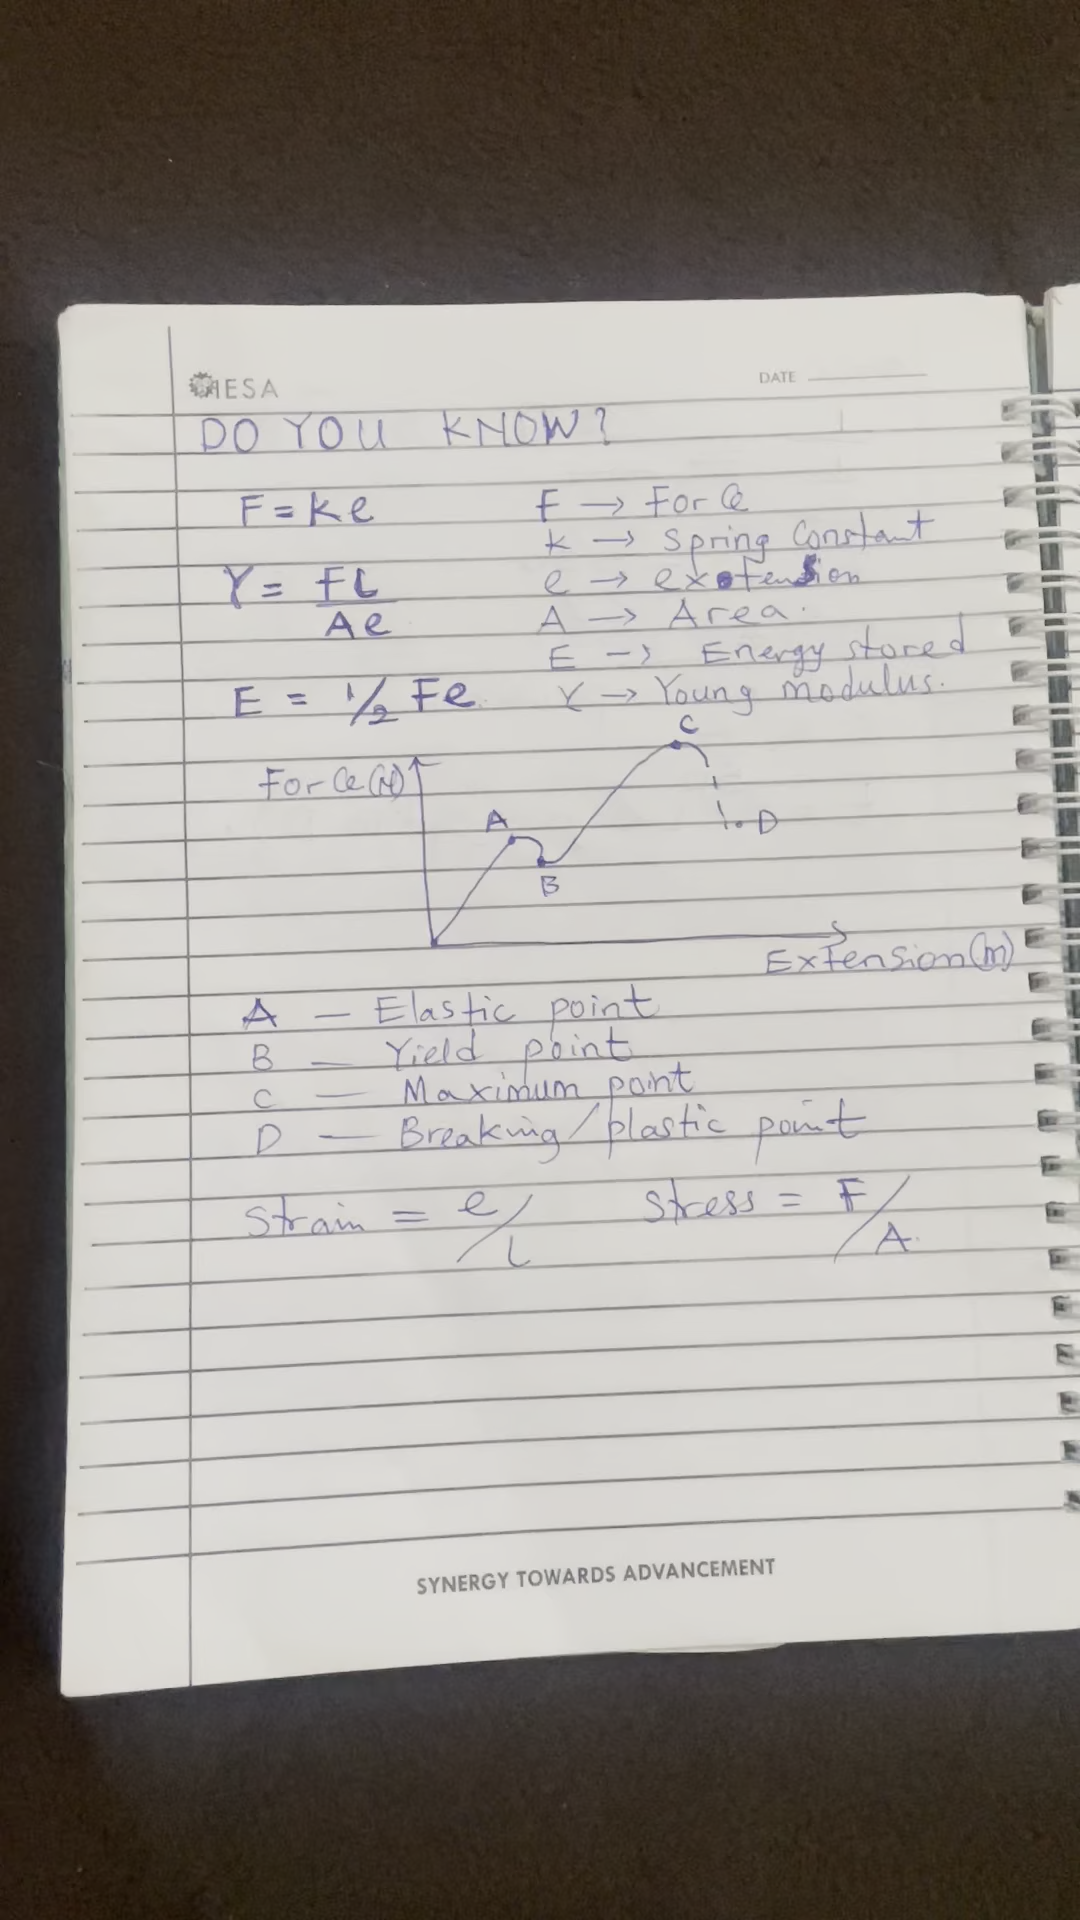 IESA
DATE
DO YOU KNOW?
F = ke
F → Force
k → Spring Constant
Y = FL/Ae
e → extension
A → Area.
E → Energy stored
E = 1/2 Fe
Y → Young modulus.
C
Force (N)
A
D
B
Extension (m)
A – Elastic point
B – Yield point
C – Maximum point
D – Breaking/plastic point
Strain = e/L Stress = F/A.
SYNERGY TOWARDS ADVANCEMENT